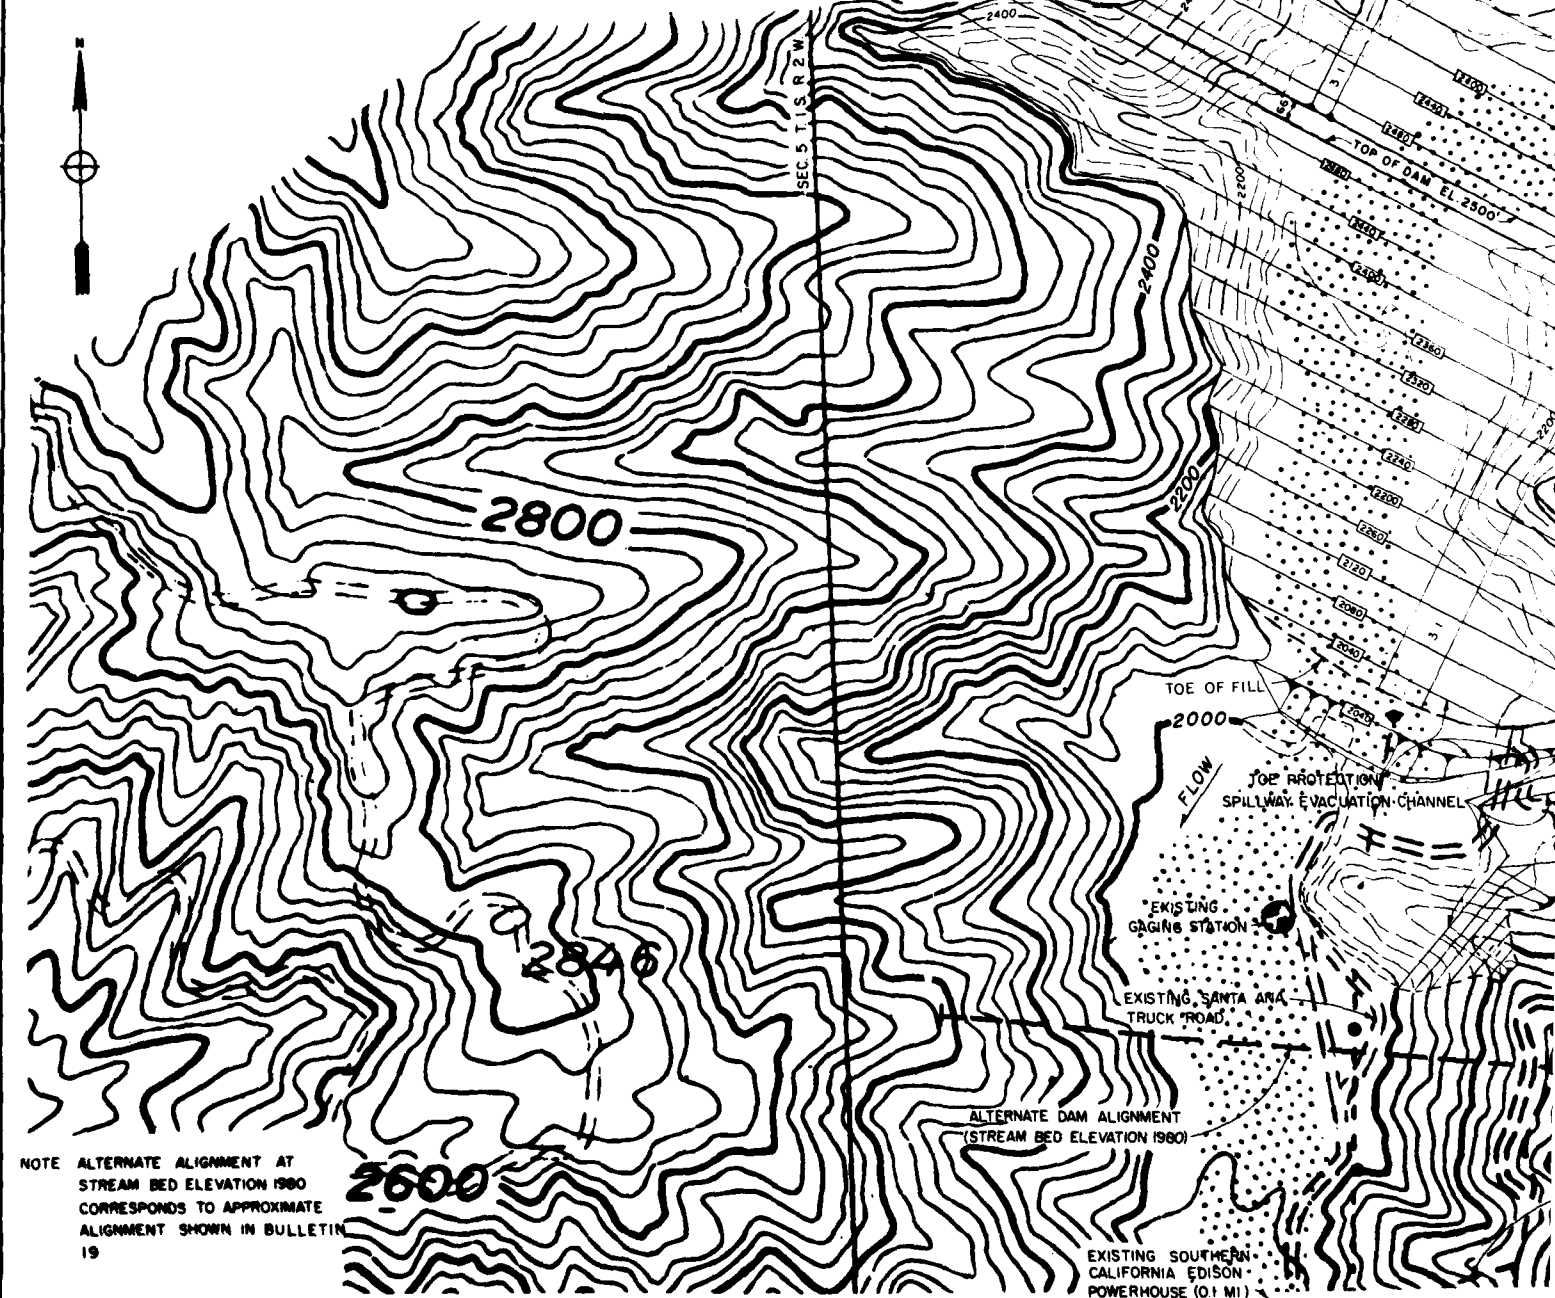 N
SEC. 5 T. 1 S. R. 2 W.
2400
2400
2440
2480
TOP OF DAM EL. 2500'
2480
2440
2400
2360
2320
2280
2240
2200
2260
2120
2080
2040
2040
2200
2200
2400
2200
2800
TOE OF FILL
2000
FLOW
TOE PROTECTION
SPILLWAY EVACUATION CHANNEL
EXISTING
GAGING STATION
2846
EXISTING SANTA ANA
TRUCK ROAD
ALTERNATE DAM ALIGNMENT
(STREAM BED ELEVATION 1980)
NOTE ALTERNATE ALIGNMENT AT
STREAM BED ELEVATION 1980
CORRESPONDS TO APPROXIMATE
ALIGNMENT SHOWN IN BULLETIN
19
2600
EXISTING SOUTHERN
CALIFORNIA EDISON
POWERHOUSE (0.1 MI)